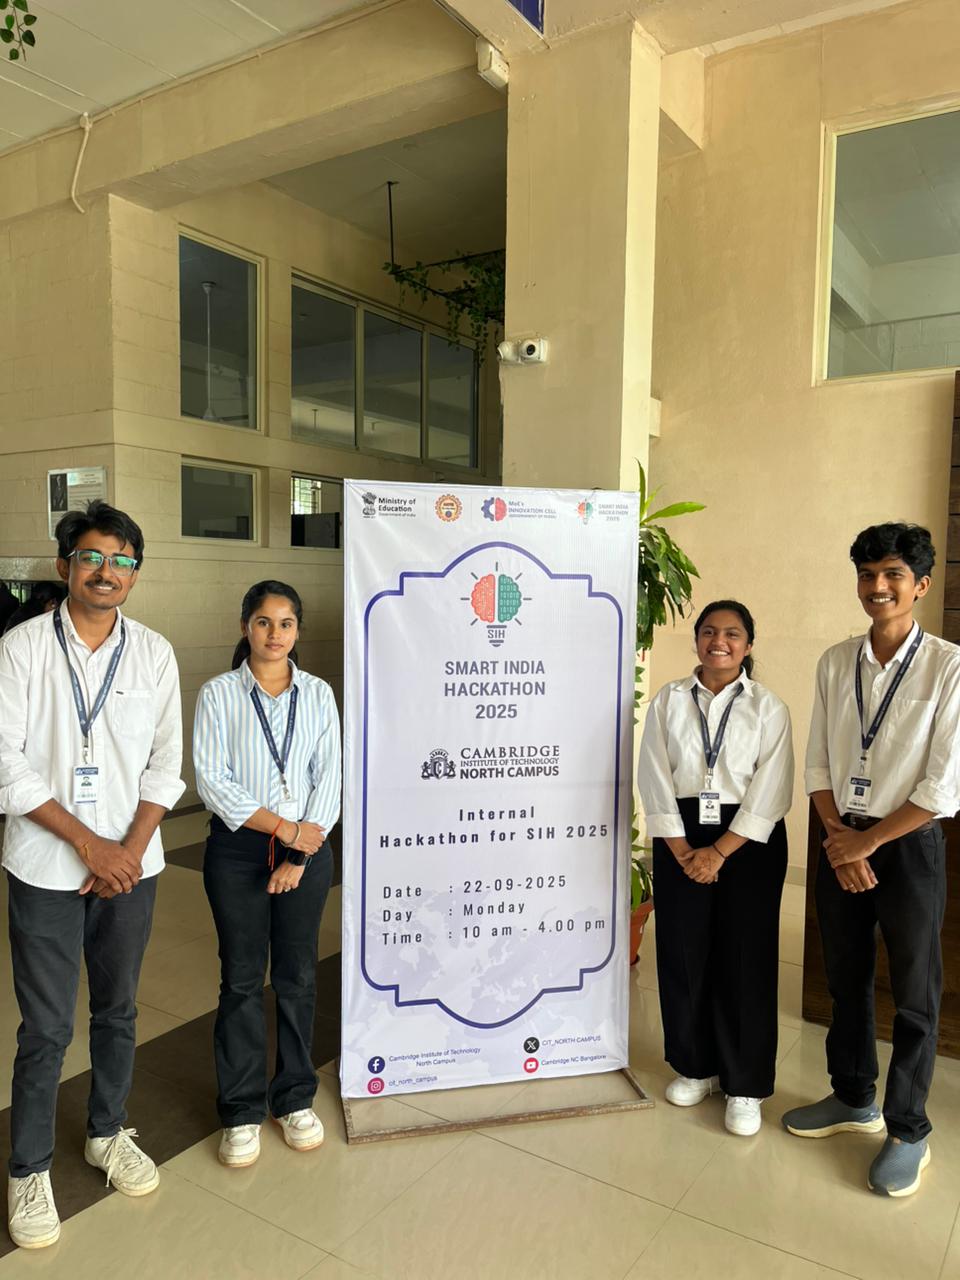 Ministry of
Education
Government of India
MoE's
INNOVATION CELL
(GOVERNMENT OF INDIA)
SMART INDIA
HACKATHON
2025
SIH
SMART INDIA
HACKATHON
2025
CAMBRIDGE
INSTITUTE OF TECHNOLOGY
NORTH CAMPUS
Internal
Hackathon for SIH 2025
Date : 22-09-2025
Day : Monday
Time : 10 am - 4.00 pm
Cambridge Institute of Technology
North Campus
CIT_NORTH CAMPUS
cit_north_campus
Cambridge NC Bangalore